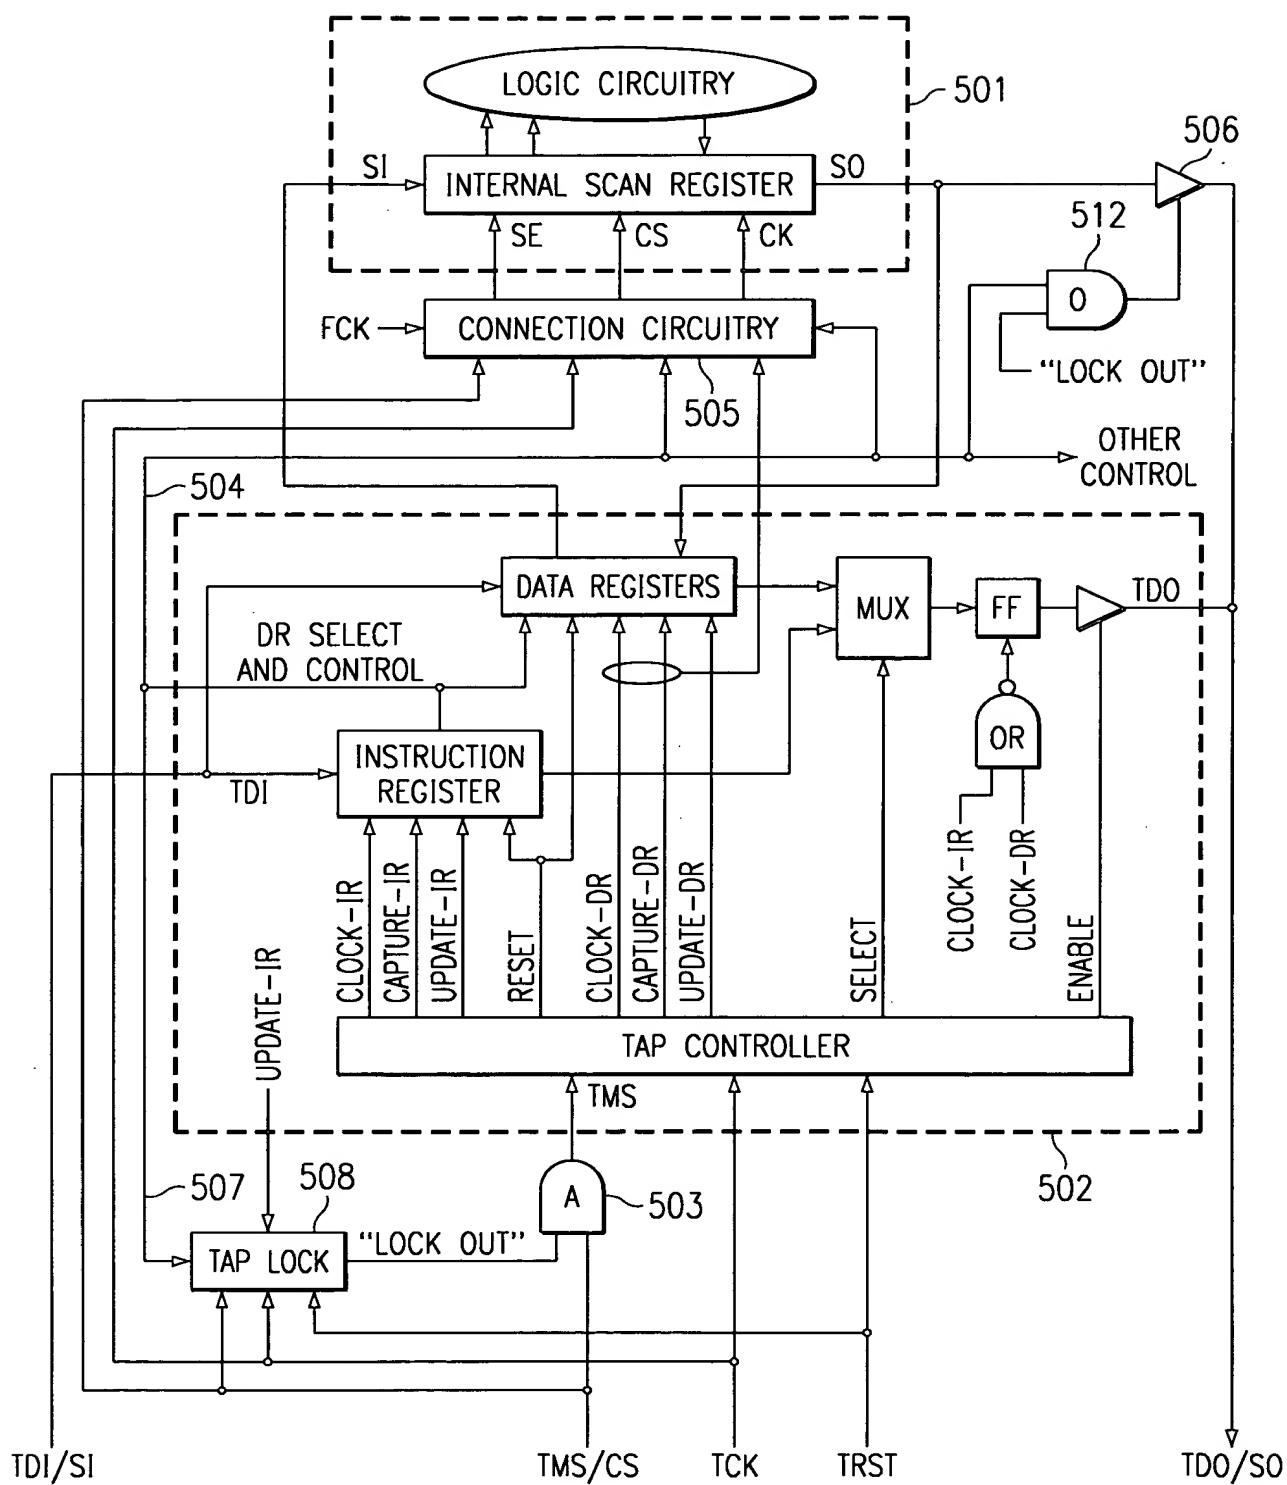 LOGIC CIRCUITRY
501
506
SI
INTERNAL SCAN REGISTER
SO
512
SE
CS
CK
O
FCK
CONNECTION CIRCUITRY
"LOCK OUT"
505
OTHER
CONTROL
504
DATA REGISTERS
MUX
FF
TDO
DR SELECT
AND CONTROL
OR
INSTRUCTION
REGISTER
TDI
CLOCK-IR
CLOCK-DR
CLOCK-IR
CAPTURE-IR
UPDATE-IR
RESET
CLOCK-DR
CAPTURE-DR
UPDATE-DR
SELECT
ENABLE
UPDATE-IR
TAP CONTROLLER
TMS
507
508
A
503
502
"LOCK OUT"
TAP LOCK
TDI/SI
TMS/CS
TCK
TRST
TDO/SO